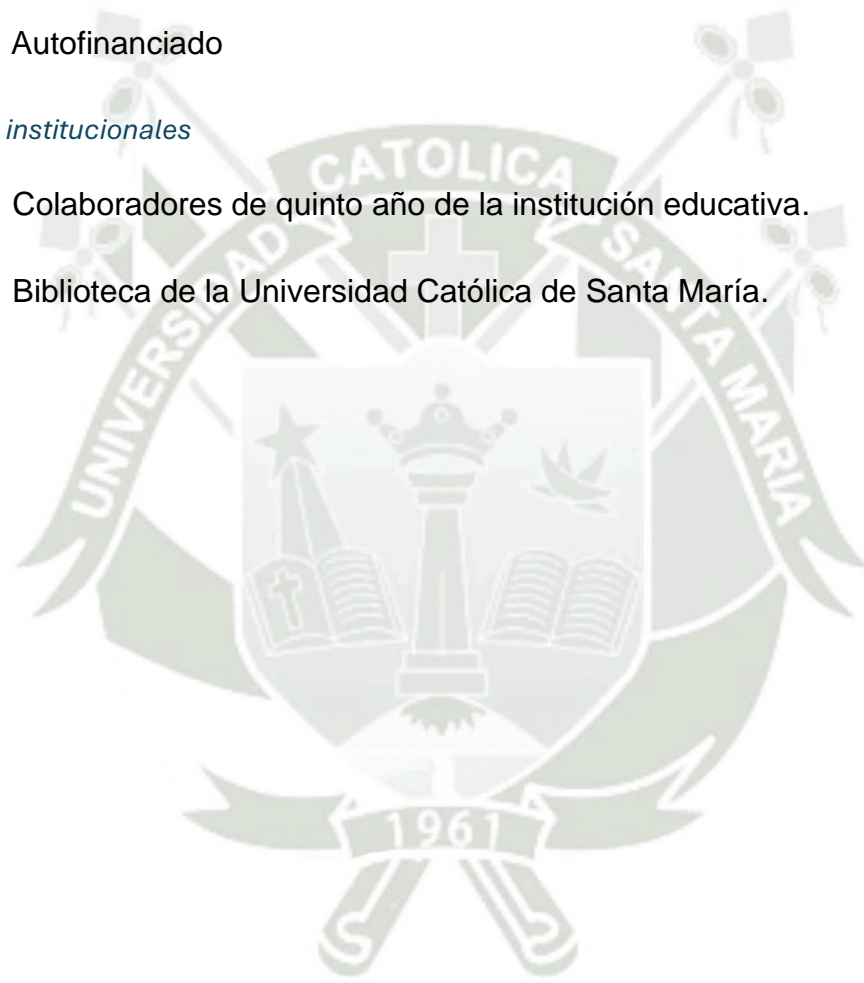 Autofinanciado
institucionales
Colaboradores de quinto año de la institución educativa.
Biblioteca de la Universidad Católica de Santa María.
UNIVERSIDAD CATOLICA SANTA MARIA
1961